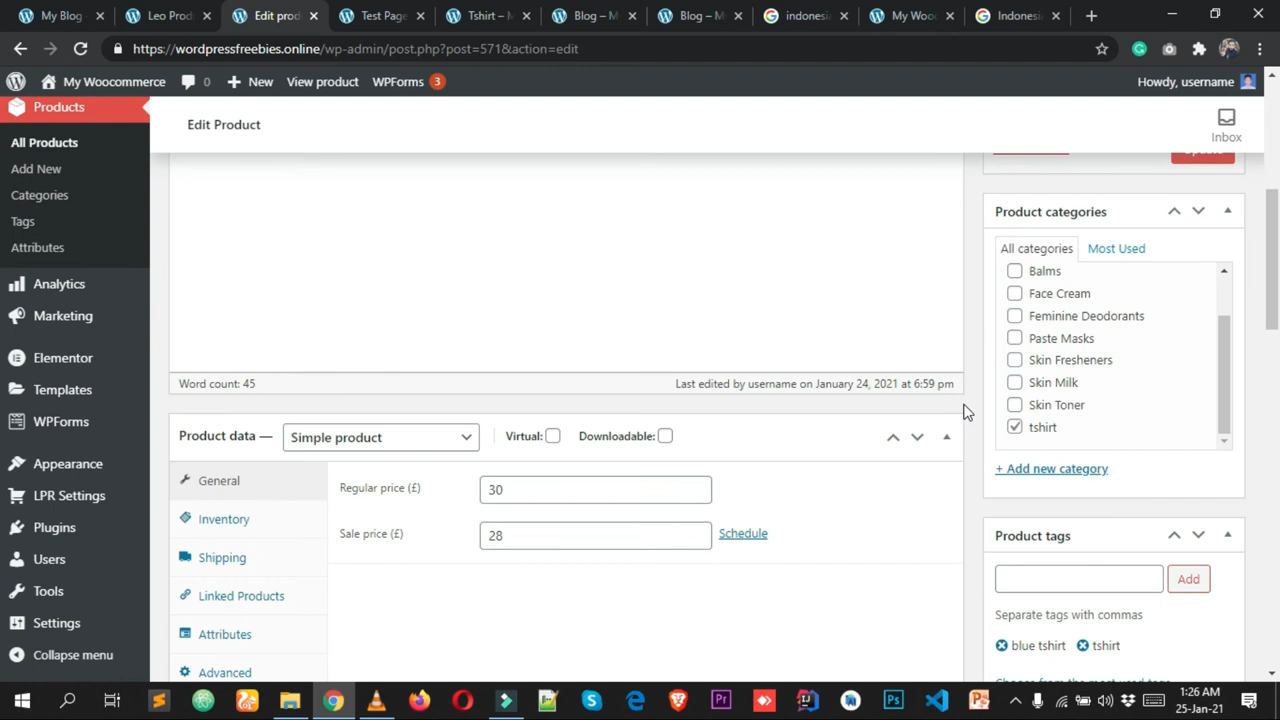 My Blog
Leo Prod
Edit prod
Test Page
Tshirt – M
Blog – M
Blog – M
indonesia
My Woo
Indonesia
https://wordpressfreebies.online/wp-admin/post.php?post=571&action=edit
My Woocommerce
0
New
View product
WPForms
3
Howdy, username
Products
Edit Product
Inbox
All Products
Add New
Categories
Tags
Attributes
Analytics
Marketing
Elementor
Templates
WPForms
Appearance
LPR Settings
Plugins
Users
Tools
Settings
Collapse menu
Word count: 45
Last edited by username on January 24, 2021 at 6:59 pm
Product data —
Simple product
Virtual:
Downloadable:
General
Inventory
Shipping
Linked Products
Attributes
Advanced
Regular price (£)
30
Sale price (£)
28
Schedule
Product categories
All categories
Most Used
Balms
Face Cream
Feminine Deodorants
Paste Masks
Skin Fresheners
Skin Milk
Skin Toner
tshirt
+ Add new category
Product tags
Add
Separate tags with commas
blue tshirt
tshirt
1:26 AM
25-Jan-21